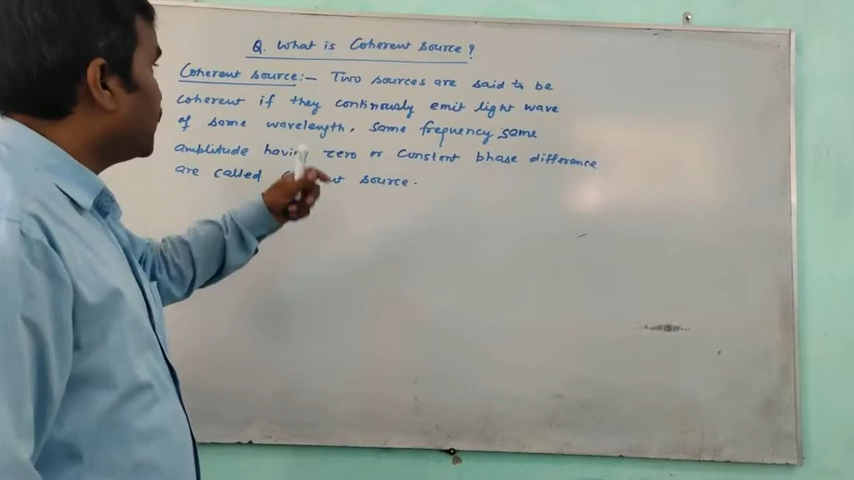 Q. What is Coherent source?
Coherent source:— Two sources are said to be
coherent if they continously emit light wave
of same wavelength, same frequency, same
amplitude having zero or constant phase difference
are called source.